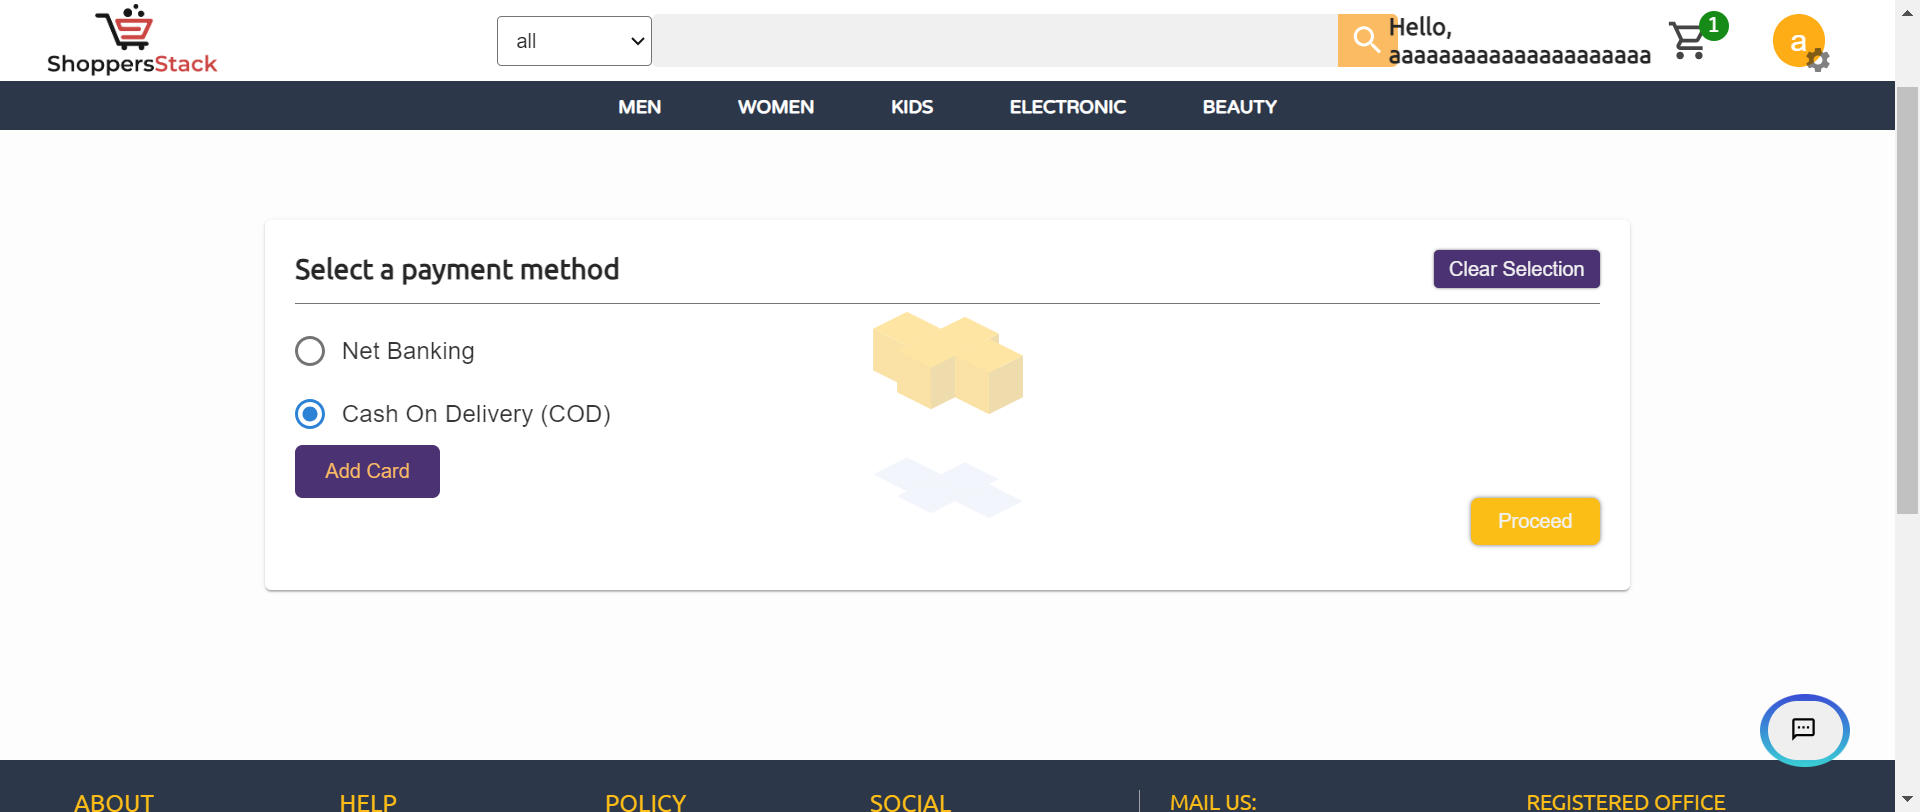 ShoppersStack
all
Hello,
aaaaaaaaaaaaaaaaaaaaa
1
a
MEN WOMEN KIDS ELECTRONIC BEAUTY
Select a payment method
Clear Selection
Net Banking
Cash On Delivery (COD)
Add Card
Proceed
ABOUT HELP POLICY SOCIAL MAIL US: REGISTERED OFFICE